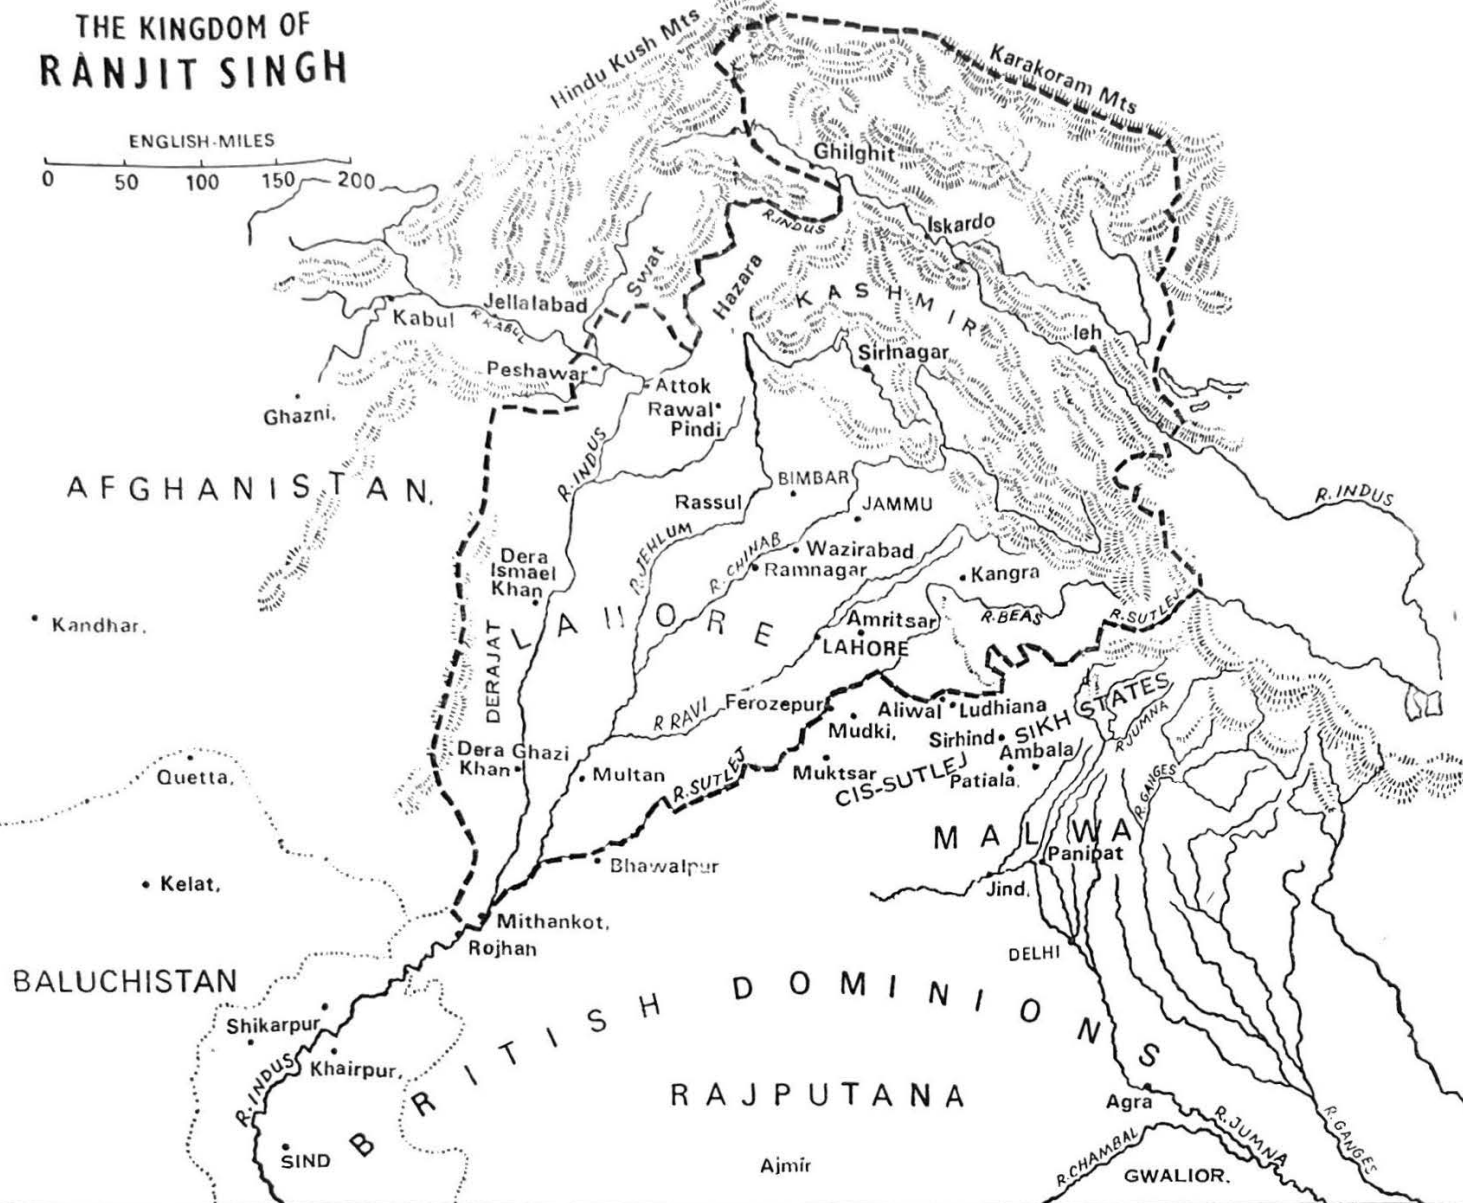 THE KINGDOM OF
RANJIT SINGH
ENGLISH-MILES
0 50 100 150 200
Hindu Kush Mts
Karakoram Mts
Ghilghit
R.INDUS
Iskardo
Swat
Hazara
KASHMIR
Jellalabad
Kabul
R KABUL
leh
Sirinagar
Peshawar
Attok
Ghazni,
Rawal
Pindi
R.INDUS
AFGHANISTAN,
BIMBAR
R.INDUS
Rassul
JAMMU
R.JEHLUM
R. CHINAB
Wazirabad
Dera
Ismael
Khan
Ramnagar
Kangra
Kandhar,
LAHORE
Amritsar
R.BEAS
R.SUTLEJ
LAHORE
DERAJAT
R RAVI
Ferozepur
Aliwal
Ludhiana
CIS-SUTLEJ SIKH STATES
Mudki,
Sirhind
R.JUMNA
Dera Ghazi
Khan
Ambala
Quetta,
Multan
R.SUTLEJ
Muktsar
Patiala,
R.GANGES
MALWA
Panipat
Bhawalpur
Kelat,
Jind,
Mithankot,
Rojhan
DELHI
BALUCHISTAN
BRITISH DOMINIONS
Shikarpur
Khairpur,
R.INDUS
RAJPUTANA
Agra
R.JUMNA
R.GANGES
SIND
Ajmir
R.CHAMBAL
GWALIOR.